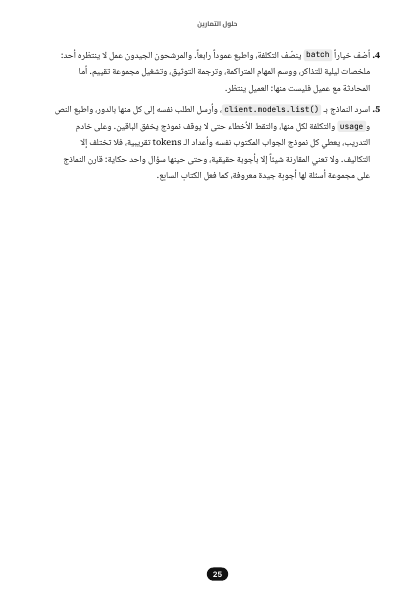 حلول التمارين
4. أضف خياراً batch ينصّف التكلفة، واطبع عموداً رابعاً. والمرشحون الجيدون عمل لا ينتظره أحد:
ملخصات ليلية للتذاكر، ووسم المهام المتراكمة، وترجمة التوثيق، وتشغيل مجموعة تقييم. أما
المحادثة مع عميل فليست منها: العميل ينتظر.
5. اسرد النماذج بـ client.models.list()، وأرسل الطلب نفسه إلى كل منها بالدور، واطبع النص
و usage والتكلفة لكل منها، والتقط الأخطاء حتى لا يوقف نموذج يخفق الباقين. وعلى خادم
التدريب، يعطي كل نموذج الجواب المكتوب نفسه وأعداد الـ tokens تقريبية، فلا تختلف إلا
التكاليف. ولا تعني المقارنة شيئاً إلا بأجوبة حقيقية، وحتى حينها سؤال واحد حكاية: قارن النماذج
على مجموعة أسئلة لها أجوبة جيدة معروفة، كما فعل الكتاب السابع.
25